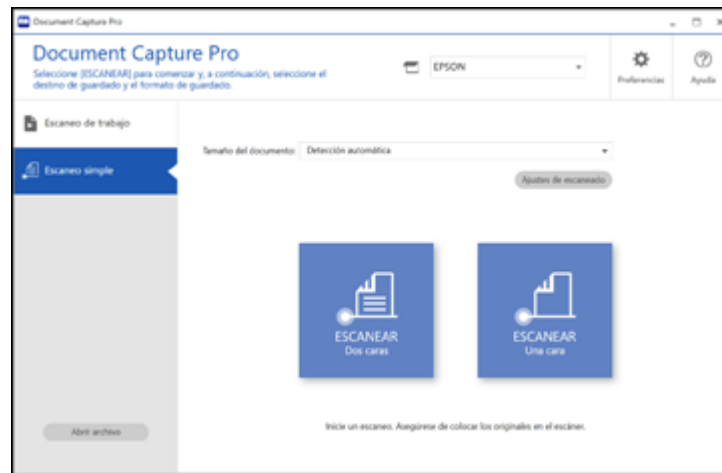 Document Capture Pro
Document Capture Pro
Seleccione [ESCANEAR] para comenzar y, a continuación, seleccione el
destino de guardado y el formato de guardado.
EPSON
Preferencias
Ayuda
Escaneo de trabajo
Escaneo simple
Tamaño del documento:
Detección automática
Ajustes de escaneado
ESCANEAR
Dos caras
ESCANEAR
Una cara
Abrir archivo
Inicie un escaneo. Asegúrese de colocar los originales en el escáner.